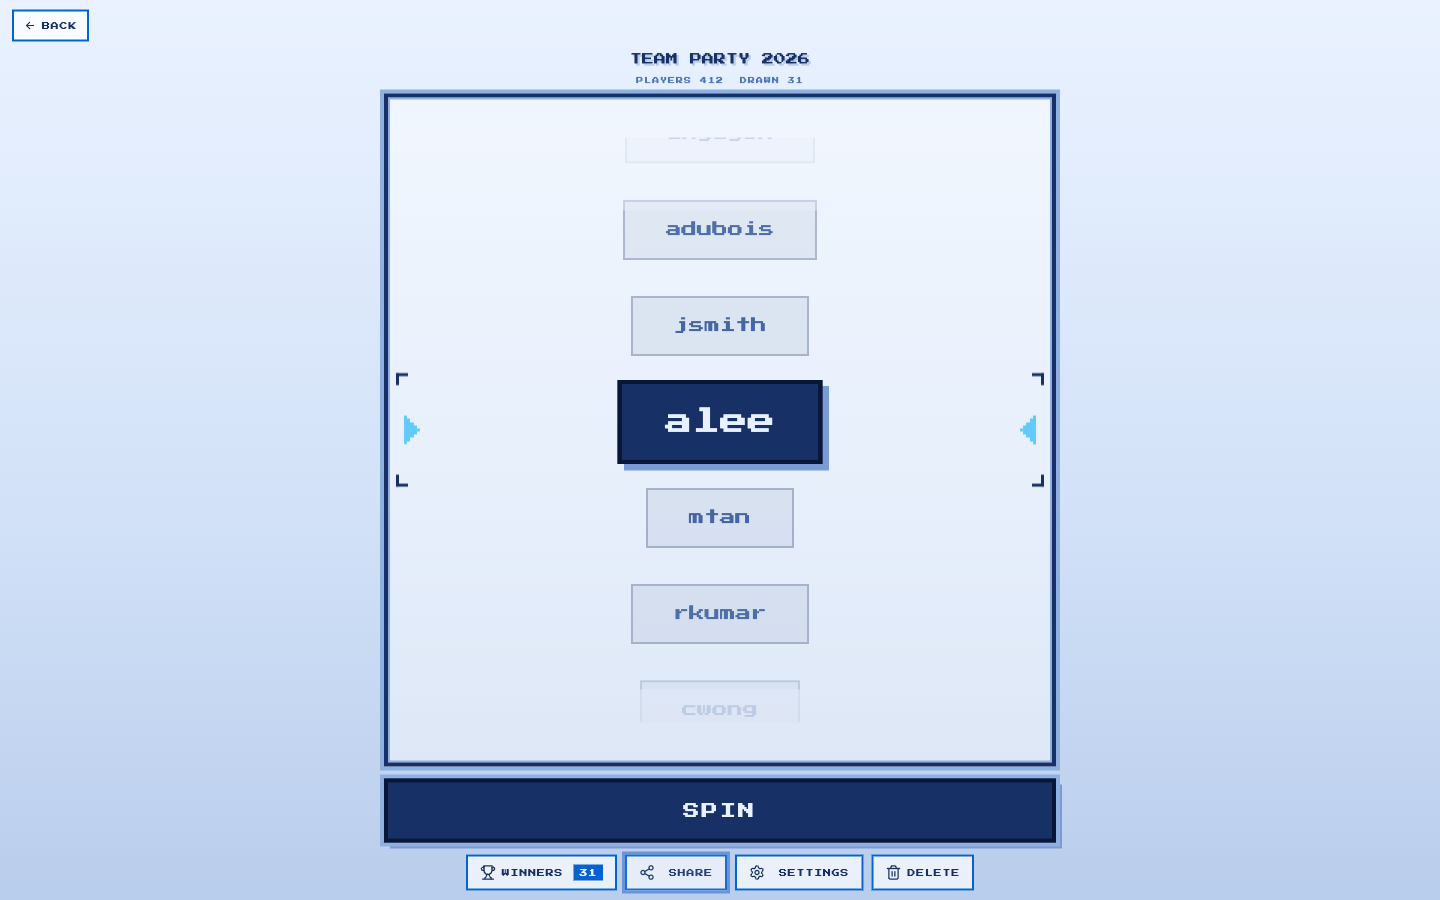 BACK
TEAM PARTY 2026
PLAYERS 412 DRAWN 31
adubois
jsmith
alee
mtan
rkumar
cwong
SPIN
WINNERS 31
SHARE
SETTINGS
DELETE